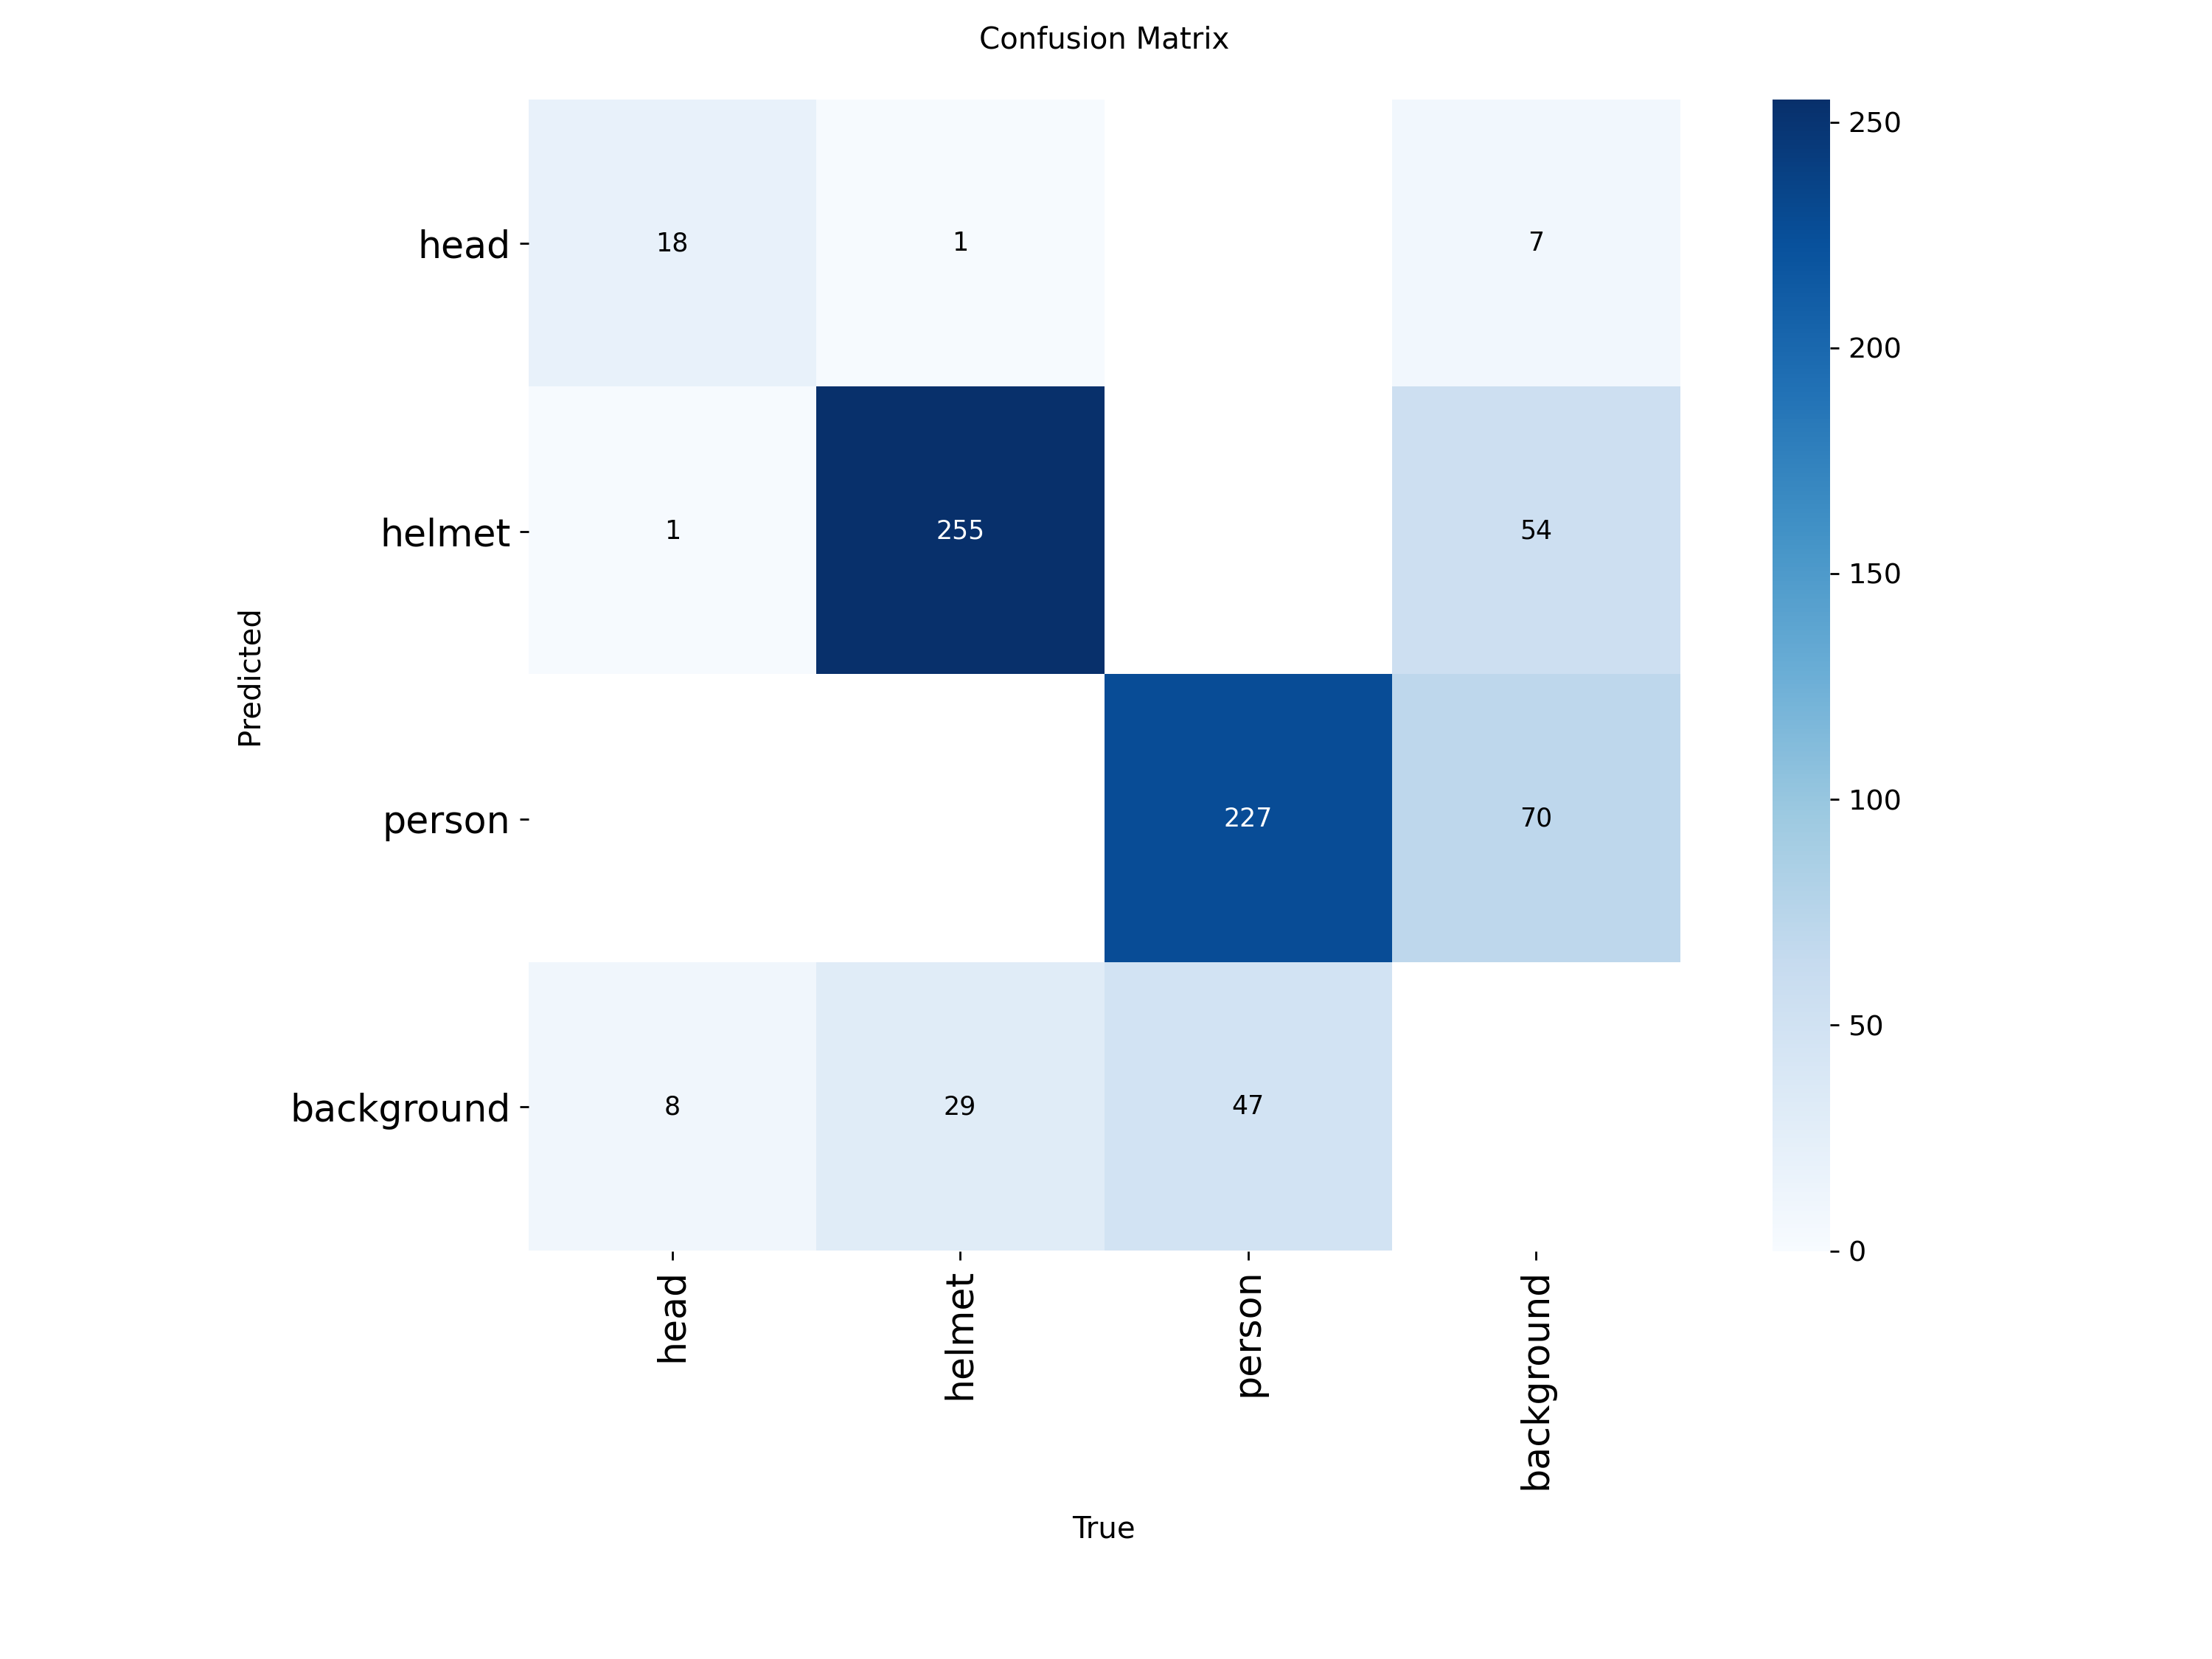 Confusion Matrix
head
18
1
7
helmet
1
255
54
person
227
70
background
8
29
47
Predicted
head
helmet
person
background
True
250
200
150
100
50
0